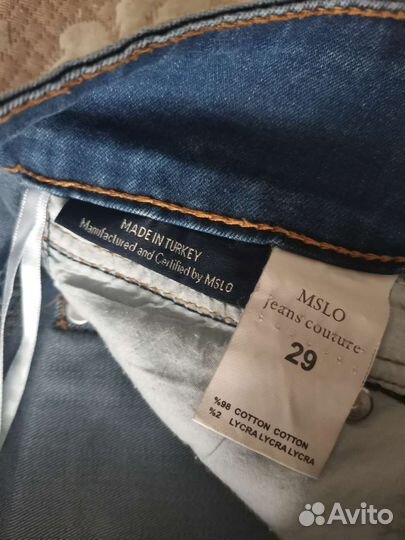 MADE IN TURKEY
Manufactured and Certified by MSLO
MSLO
jeans couture
29
%98 COTTON COTTON
%2 LYCRA LYCRA LYCRA
Avito